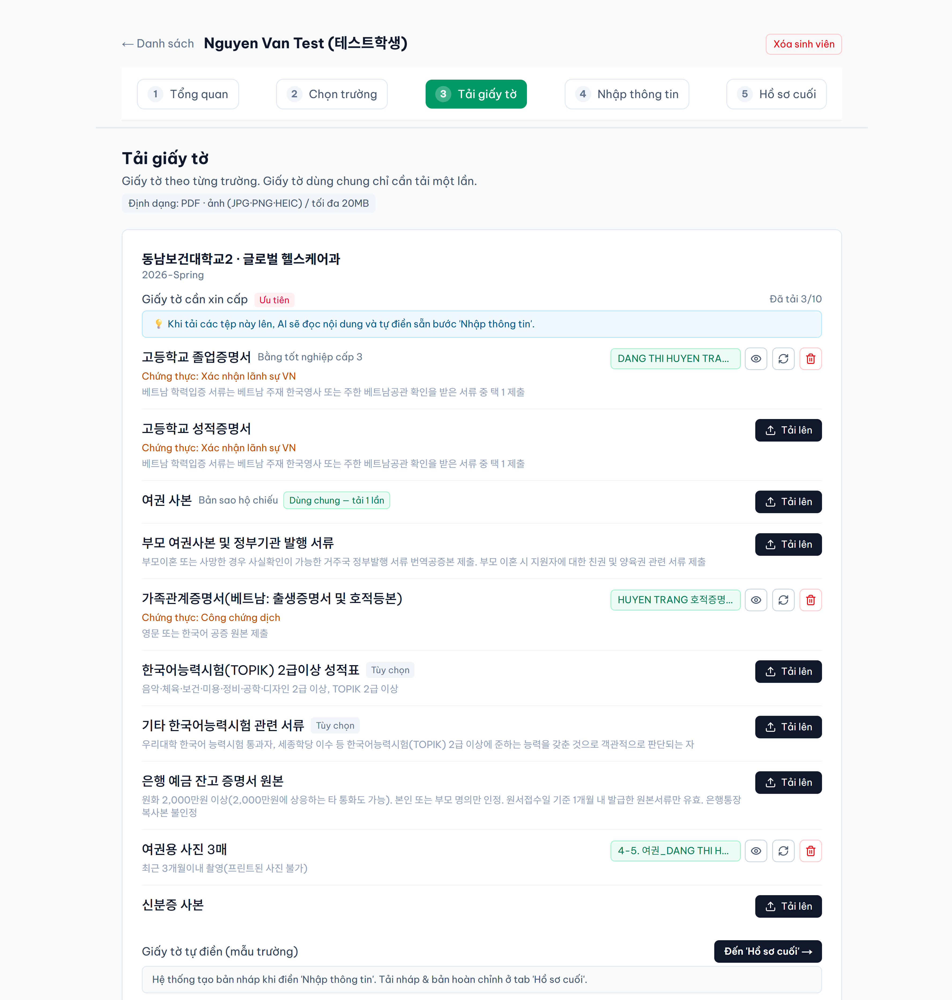 ← Danh sách Nguyen Van Test (테스트학생) Xóa sinh viên
1 Tổng quan 2 Chọn trường 3 Tải giấy tờ 4 Nhập thông tin 5 Hồ sơ cuối
Tải giấy tờ
Giấy tờ theo từng trường. Giấy tờ dùng chung chỉ cần tải một lần.
Định dạng: PDF · ảnh (JPG·PNG·HEIC) / tối đa 20MB
동남보건대학교2 · 글로벌 헬스케어과
2026-Spring
Giấy tờ cần xin cấp Ưu tiên Đã tải 3/10
💡 Khi tải các tệp này lên, AI sẽ đọc nội dung và tự điền sẵn bước 'Nhập thông tin'.
고등학교 졸업증명서 Bằng tốt nghiệp cấp 3 DANG THI HUYEN TRA...
Chứng thực: Xác nhận lãnh sự VN
베트남 학력입증 서류는 베트남 주재 한국영사 또는 주한 베트남공관 확인을 받은 서류 중 택 1 제출
고등학교 성적증명서 Tải lên
Chứng thực: Xác nhận lãnh sự VN
베트남 학력입증 서류는 베트남 주재 한국영사 또는 주한 베트남공관 확인을 받은 서류 중 택 1 제출
여권 사본 Bản sao hộ chiếu Dùng chung — tải 1 lần Tải lên
부모 여권사본 및 정부기관 발행 서류 Tải lên
부모이혼 또는 사망한 경우 사실확인이 가능한 거주국 정부발행 서류 번역공증본 제출. 부모 이혼 시 지원자에 대한 친권 및 양육권 관련 서류 제출
가족관계증명서(베트남: 출생증명서 및 호적등본) HUYEN TRANG 호적증명...
Chứng thực: Công chứng dịch
영문 또는 한국어 공증 원본 제출
한국어능력시험(TOPIK) 2급이상 성적표 Tùy chọn Tải lên
음악·체육·보건·미용·정비·공학·디자인 2급 이상, TOPIK 2급 이상
기타 한국어능력시험 관련 서류 Tùy chọn Tải lên
우리대학 한국어 능력시험 통과자, 세종학당 이수 등 한국어능력시험(TOPIK) 2급 이상에 준하는 능력을 갖춘 것으로 객관적으로 판단되는 자
은행 예금 잔고 증명서 원본 Tải lên
원화 2,000만원 이상(2,000만원에 상응하는 타 통화도 가능). 본인 또는 부모 명의만 인정. 원서접수일 기준 1개월 내 발급한 원본서류만 유효. 은행통장
복사본 불인정
여권용 사진 3매 4-5. 여권_DANG THI H...
최근 3개월이내 촬영(프린트된 사진 불가)
신분증 사본 Tải lên
Giấy tờ tự điền (mẫu trường) Đến 'Hồ sơ cuối' →
Hệ thống tạo bản nháp khi điền 'Nhập thông tin'. Tải nháp & bản hoàn chỉnh ở tab 'Hồ sơ cuối'.